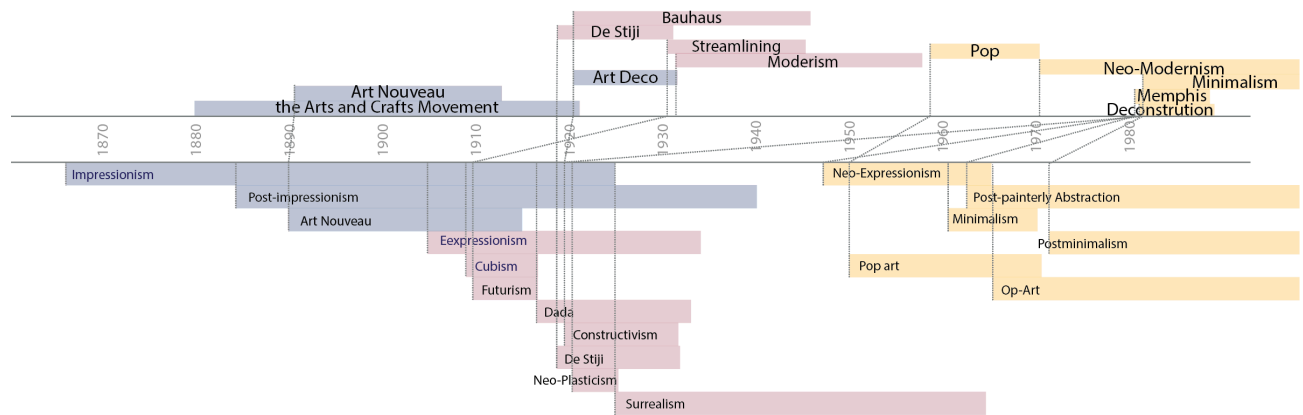 Bauhaus
De Stiji
Streamlining
Moderism
Pop
Art Deco
Neo-Modernism
Minimalism
Art Nouveau
Memphis
the Arts and Crafts Movement
Deconstrution
1870
1880
1890
1900
1910
1920
1930
1940
1950
1960
1970
1980
Impressionism
Neo-Expressionism
Post-impressionism
Post-painterly Abstraction
Art Nouveau
Minimalism
Eexpressionism
Postminimalism
Cubism
Pop art
Futurism
Op-Art
Dada
Constructivism
De Stiji
Neo-Plasticism
Surrealism